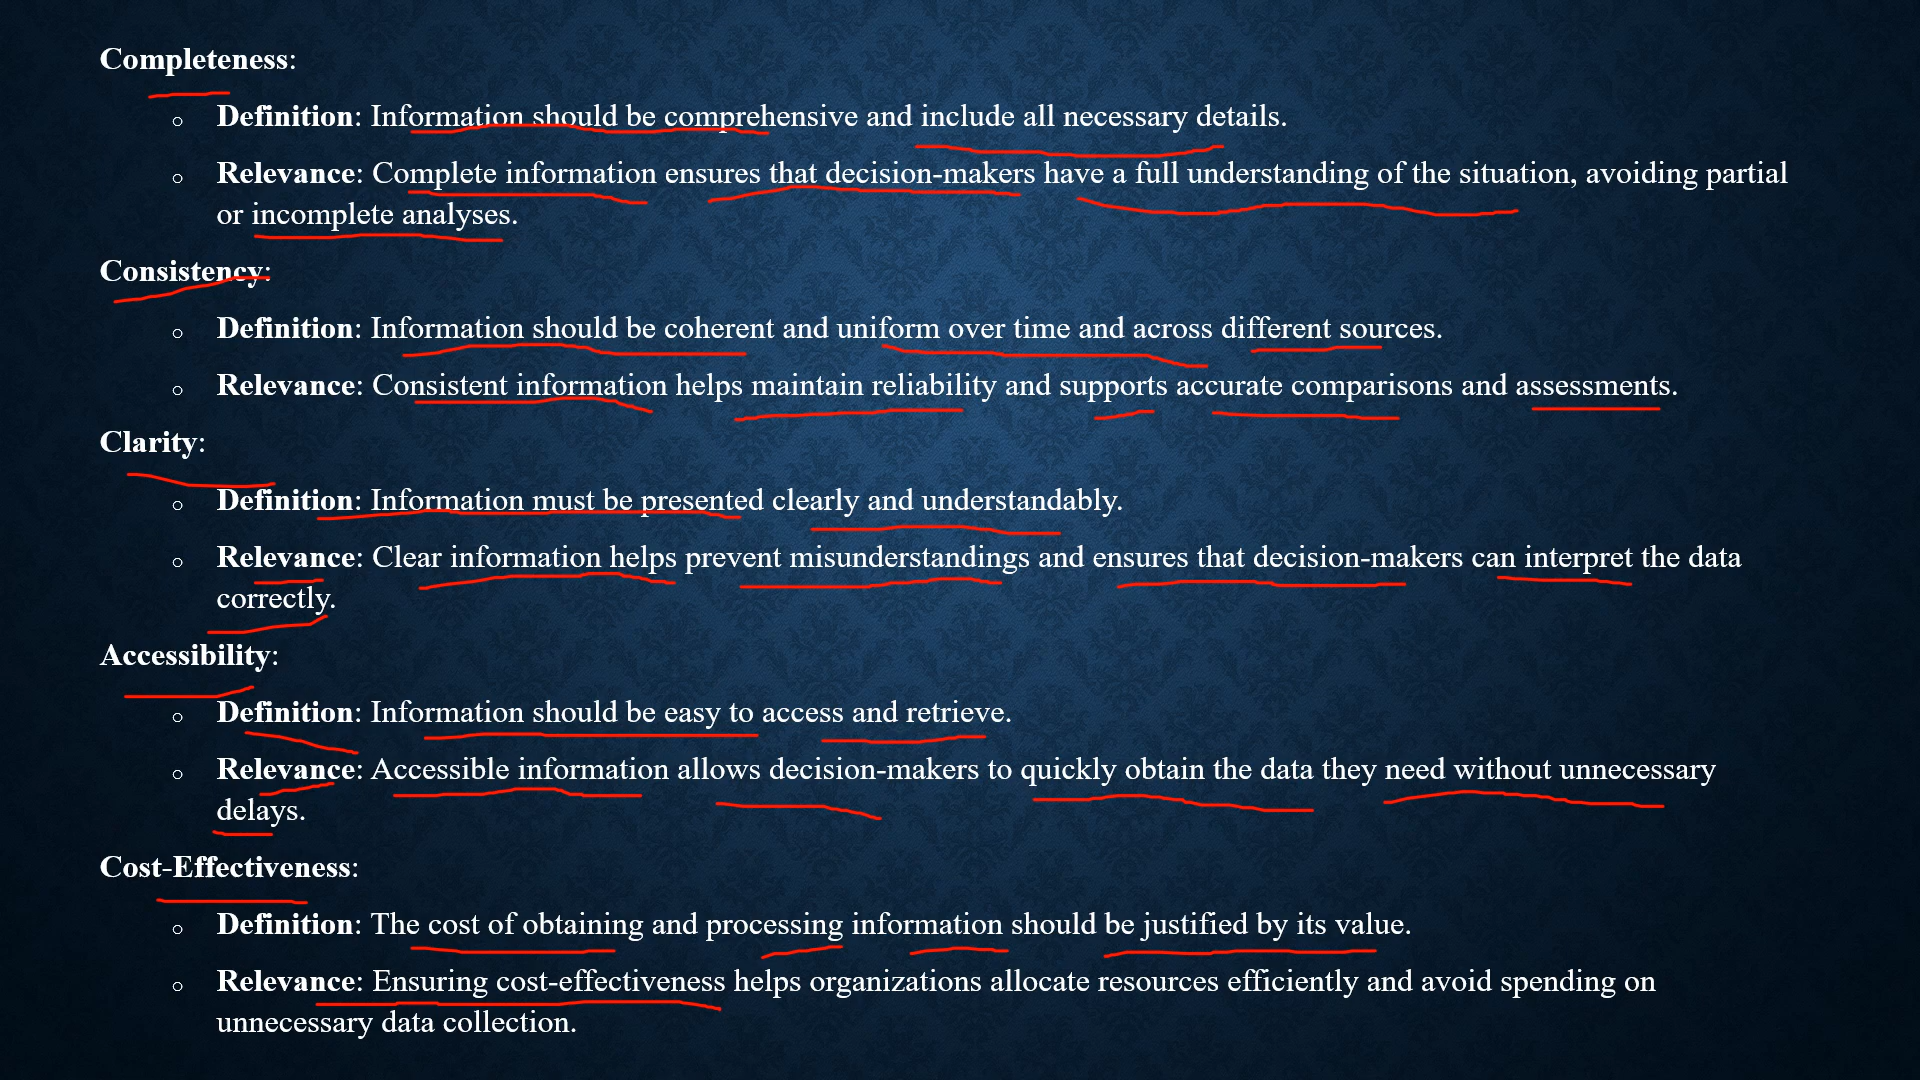 Completeness:
○ Definition: Information should be comprehensive and include all necessary details.
○ Relevance: Complete information ensures that decision-makers have a full understanding of the situation, avoiding partial
or incomplete analyses.
Consistency:
○ Definition: Information should be coherent and uniform over time and across different sources.
○ Relevance: Consistent information helps maintain reliability and supports accurate comparisons and assessments.
Clarity:
○ Definition: Information must be presented clearly and understandably.
○ Relevance: Clear information helps prevent misunderstandings and ensures that decision-makers can interpret the data
correctly.
Accessibility:
○ Definition: Information should be easy to access and retrieve.
○ Relevance: Accessible information allows decision-makers to quickly obtain the data they need without unnecessary
delays.
Cost-Effectiveness:
○ Definition: The cost of obtaining and processing information should be justified by its value.
○ Relevance: Ensuring cost-effectiveness helps organizations allocate resources efficiently and avoid spending on
unnecessary data collection.